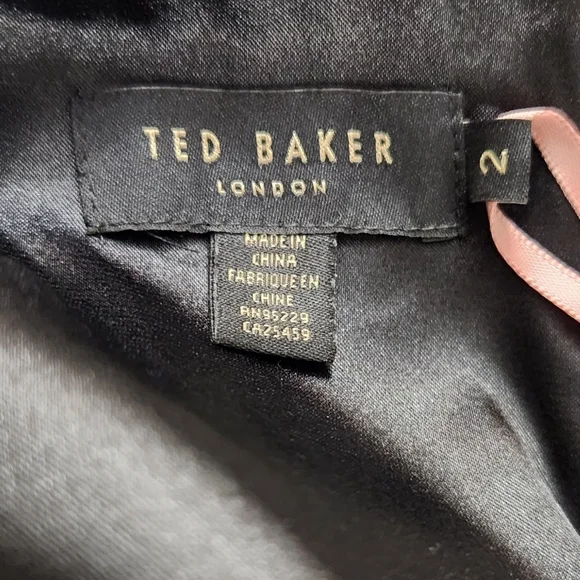 TED BAKER
LONDON
2
MADE IN
CHINA
FABRIQUE EN
CHINE
RN95229
CA25459